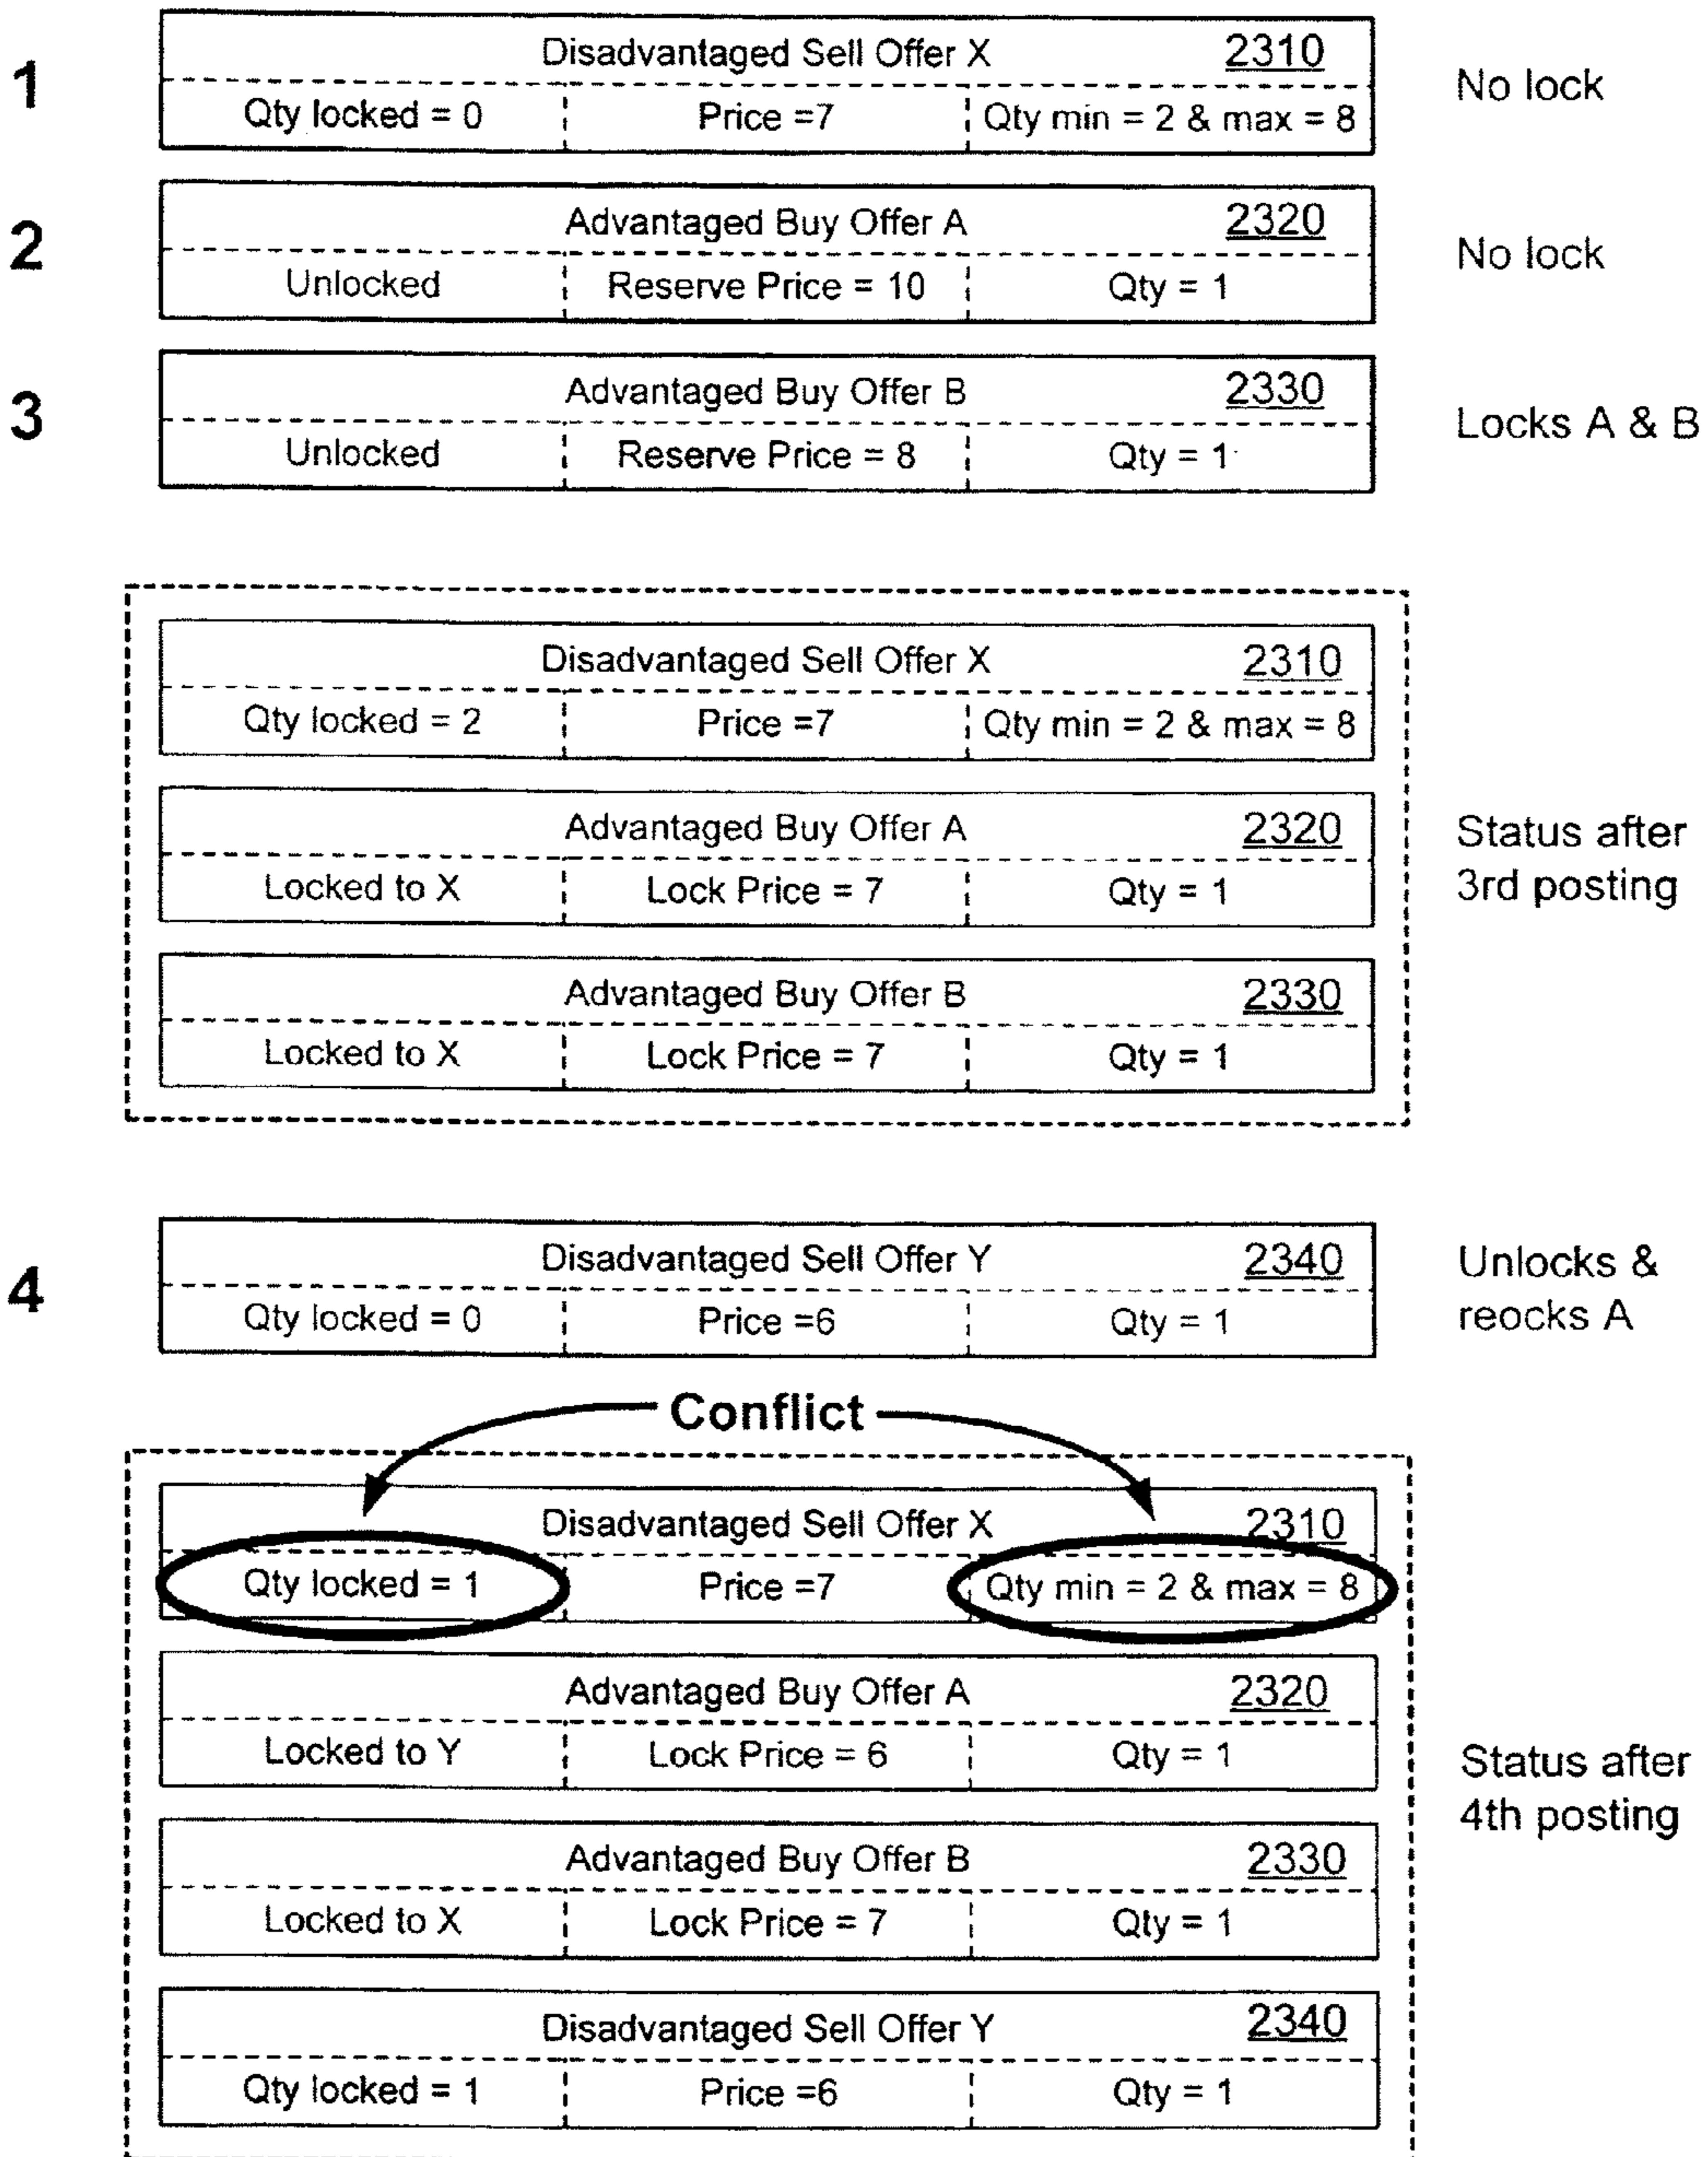 1
Disadvantaged Sell Offer X 2310
Qty locked = 0 Price =7 Qty min = 2 & max = 8
No lock
2
Advantaged Buy Offer A 2320
Unlocked Reserve Price = 10 Qty = 1
No lock
3
Advantaged Buy Offer B 2330
Unlocked Reserve Price = 8 Qty = 1
Locks A & B
Disadvantaged Sell Offer X 2310
Qty locked = 2 Price =7 Qty min = 2 & max = 8
Advantaged Buy Offer A 2320
Locked to X Lock Price = 7 Qty = 1
Advantaged Buy Offer B 2330
Locked to X Lock Price = 7 Qty = 1
Status after
3rd posting
4
Disadvantaged Sell Offer Y 2340
Qty locked = 0 Price =6 Qty = 1
Unlocks &
reocks A
Conflict
Disadvantaged Sell Offer X 2310
Qty locked = 1 Price =7 Qty min = 2 & max = 8
Advantaged Buy Offer A 2320
Locked to Y Lock Price = 6 Qty = 1
Advantaged Buy Offer B 2330
Locked to X Lock Price = 7 Qty = 1
Disadvantaged Sell Offer Y 2340
Qty locked = 1 Price =6 Qty = 1
Status after
4th posting